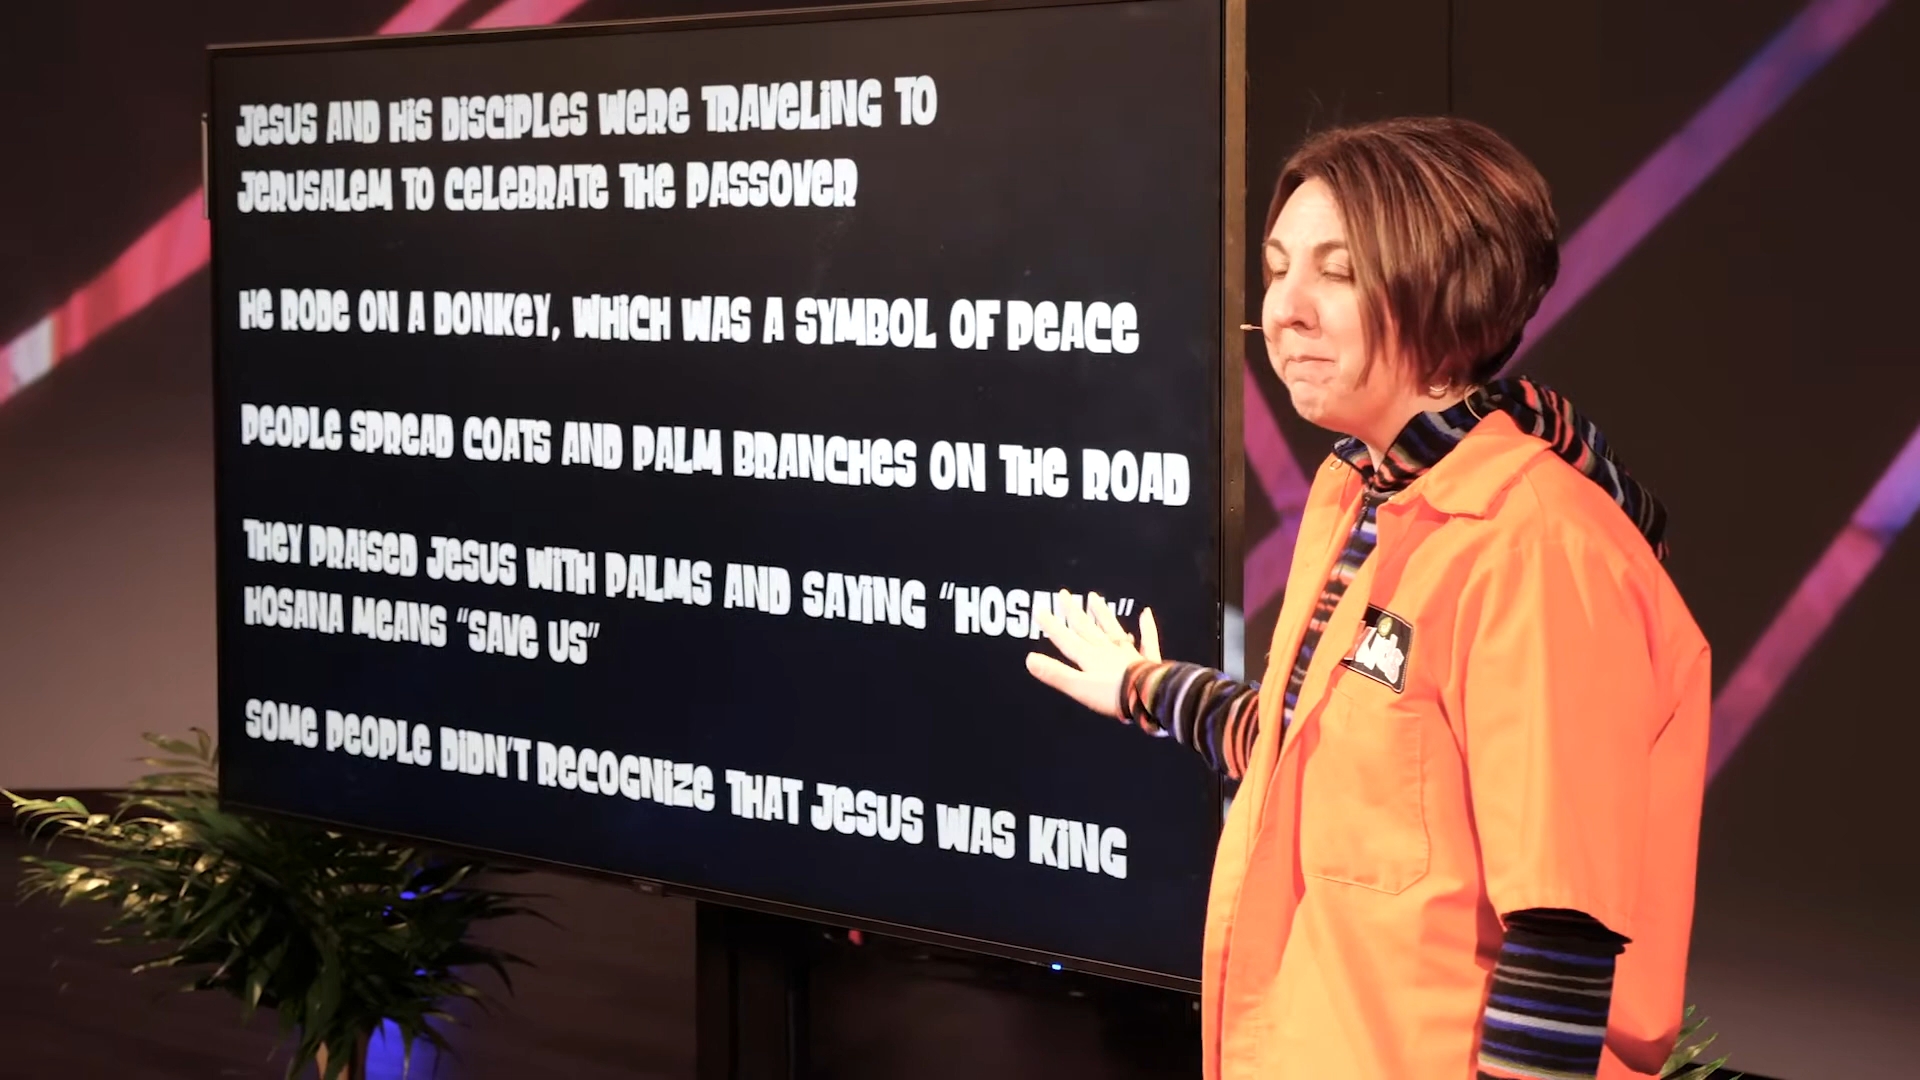 Jesus and His disciples were traveling to
Jerusalem to celebrate the Passover
He rode on a donkey, which was a symbol of peace
People spread coats and palm branches on the road
They praised Jesus with palms and saying
Hosana means “save us”
Some people didn’t recognize that Jesus was King